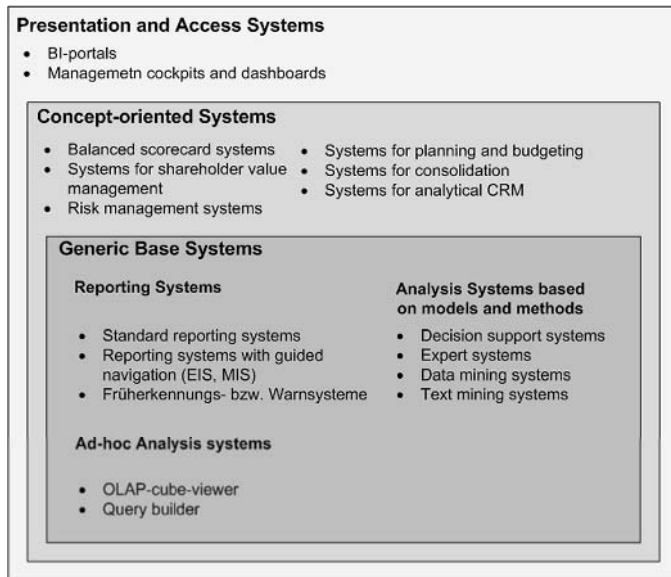 Presentation and Access Systems
• BI-portals
• Managemetn cockpits and dashboards
Concept-oriented Systems
• Balanced scorecard systems
• Systems for shareholder value
management
• Risk management systems
• Systems for planning and budgeting
• Systems for consolidation
• Systems for analytical CRM
Generic Base Systems
Reporting Systems
• Standard reporting systems
• Reporting systems with guided
navigation (EIS, MIS)
• Früherkennungs- bzw. Warnsysteme
Ad-hoc Analysis systems
• OLAP-cube-viewer
• Query builder
Analysis Systems based
on models and methods
• Decision support systems
• Expert systems
• Data mining systems
• Text mining systems